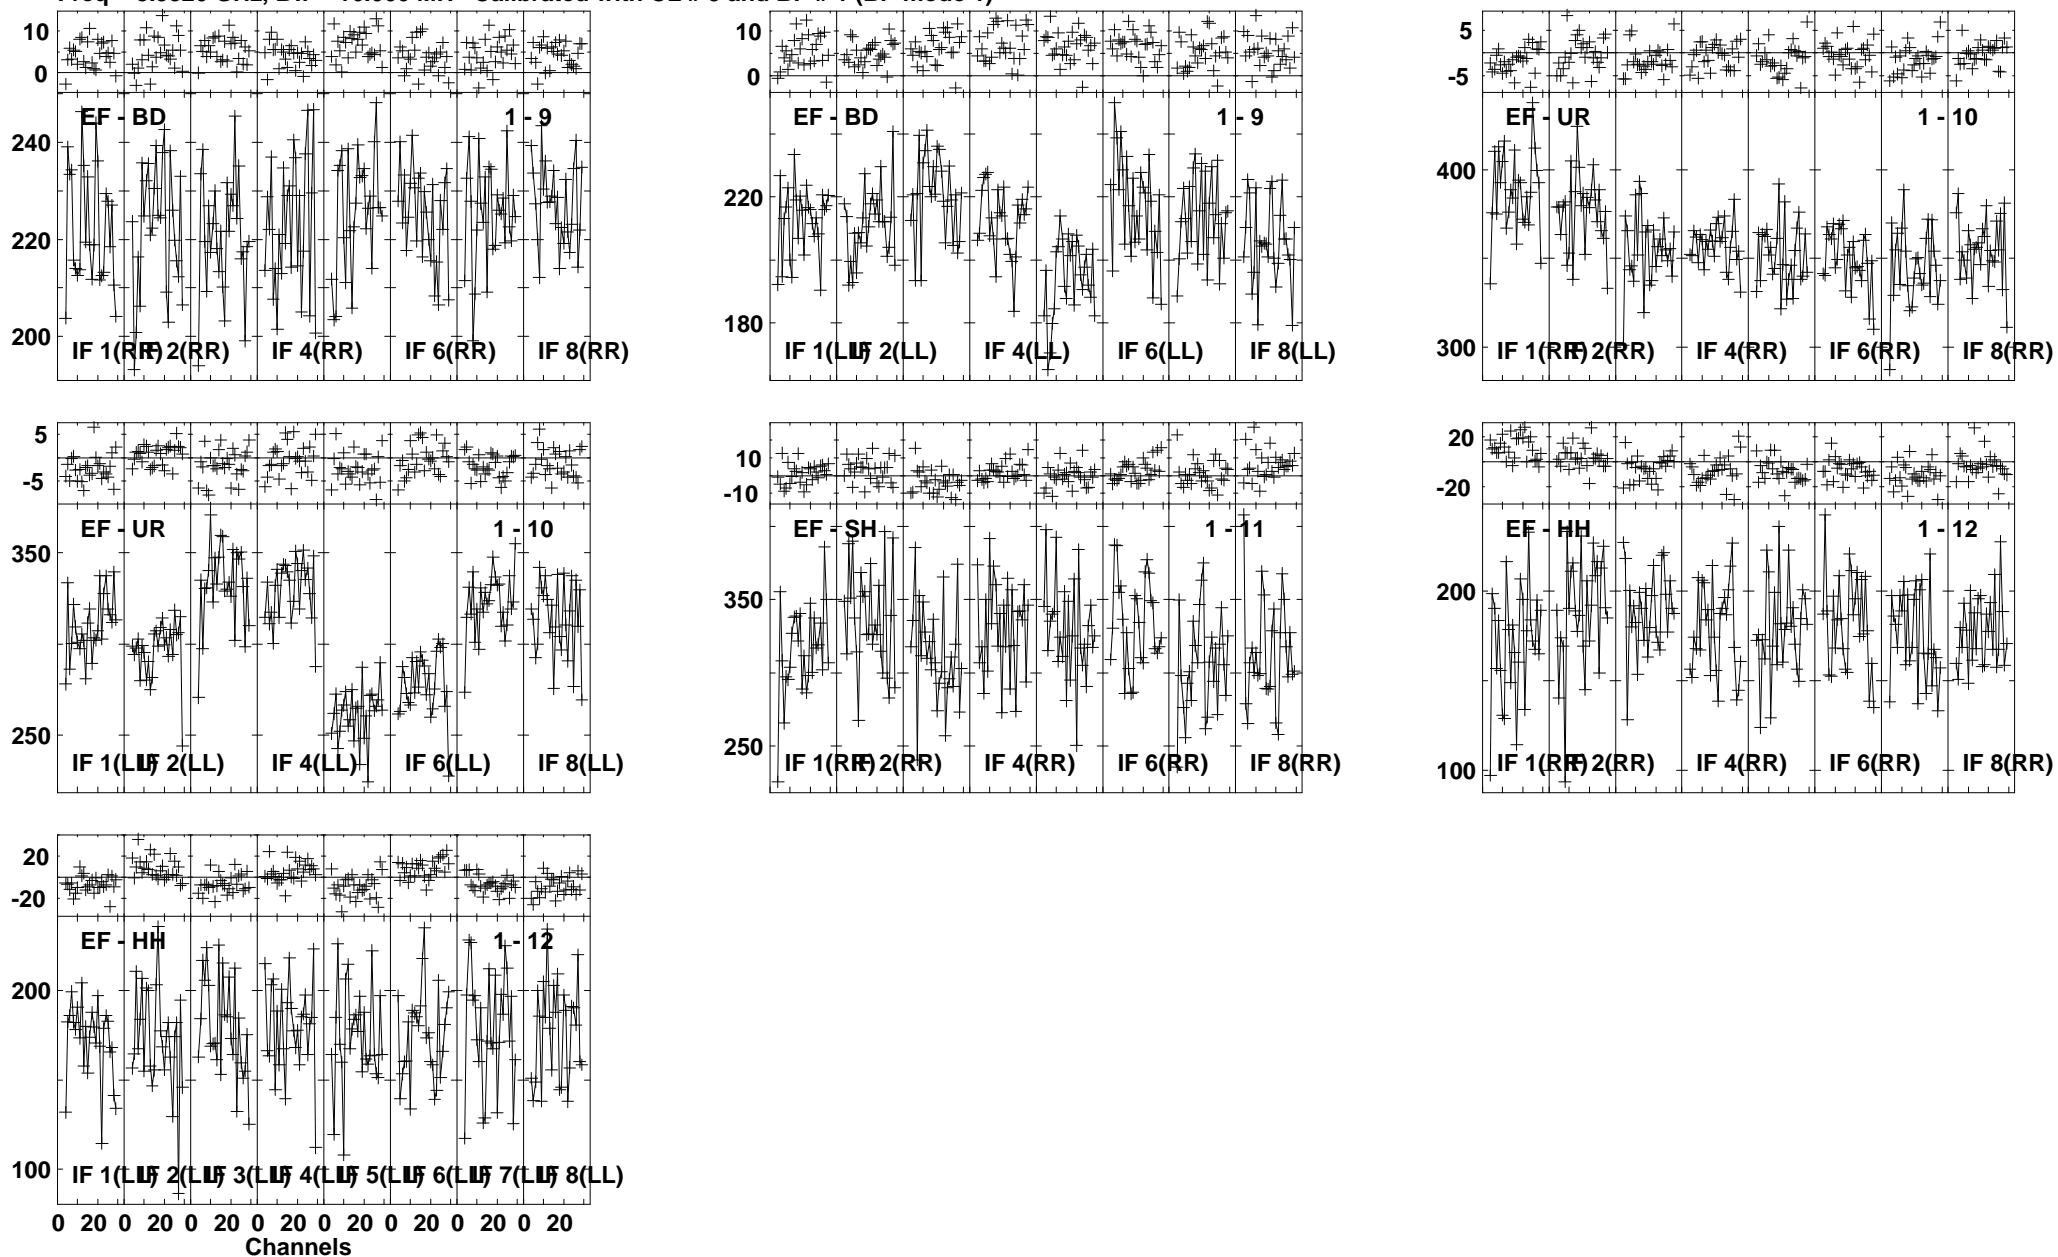 10
0
EF - BD 1 - 9
240
220
200
IF 1(RR) IF 2(RR) IF 4(RR) IF 6(RR) IF 8(RR)
10
0
EF - BD 1 - 9
220
180
IF 1(LL) IF 2(LL) IF 4(LL) IF 6(LL) IF 8(LL)
5
-5
EF - UR 1 - 10
400
300
IF 1(RR) IF 2(RR) IF 4(RR) IF 6(RR) IF 8(RR)
5
-5
EF - UR 1 - 10
350
250
IF 1(LL) IF 2(LL) IF 4(LL) IF 6(LL) IF 8(LL)
10
-10
EF - SH 1 - 11
350
250
IF 1(RR) IF 2(RR) IF 4(RR) IF 6(RR) IF 8(RR)
20
-20
EF - HH 1 - 12
200
100
IF 1(RR) IF 2(RR) IF 4(RR) IF 6(RR) IF 8(RR)
20
-20
EF - HH 1 - 12
200
100
IF 1(LL) IF 2(LL) IF 3(LL) IF 4(LL) IF 5(LL) IF 6(LL) IF 7(LL) IF 8(LL)
0 20 0 20 0 20 0 20 0 20 0 20 0 20 0 20
Channels